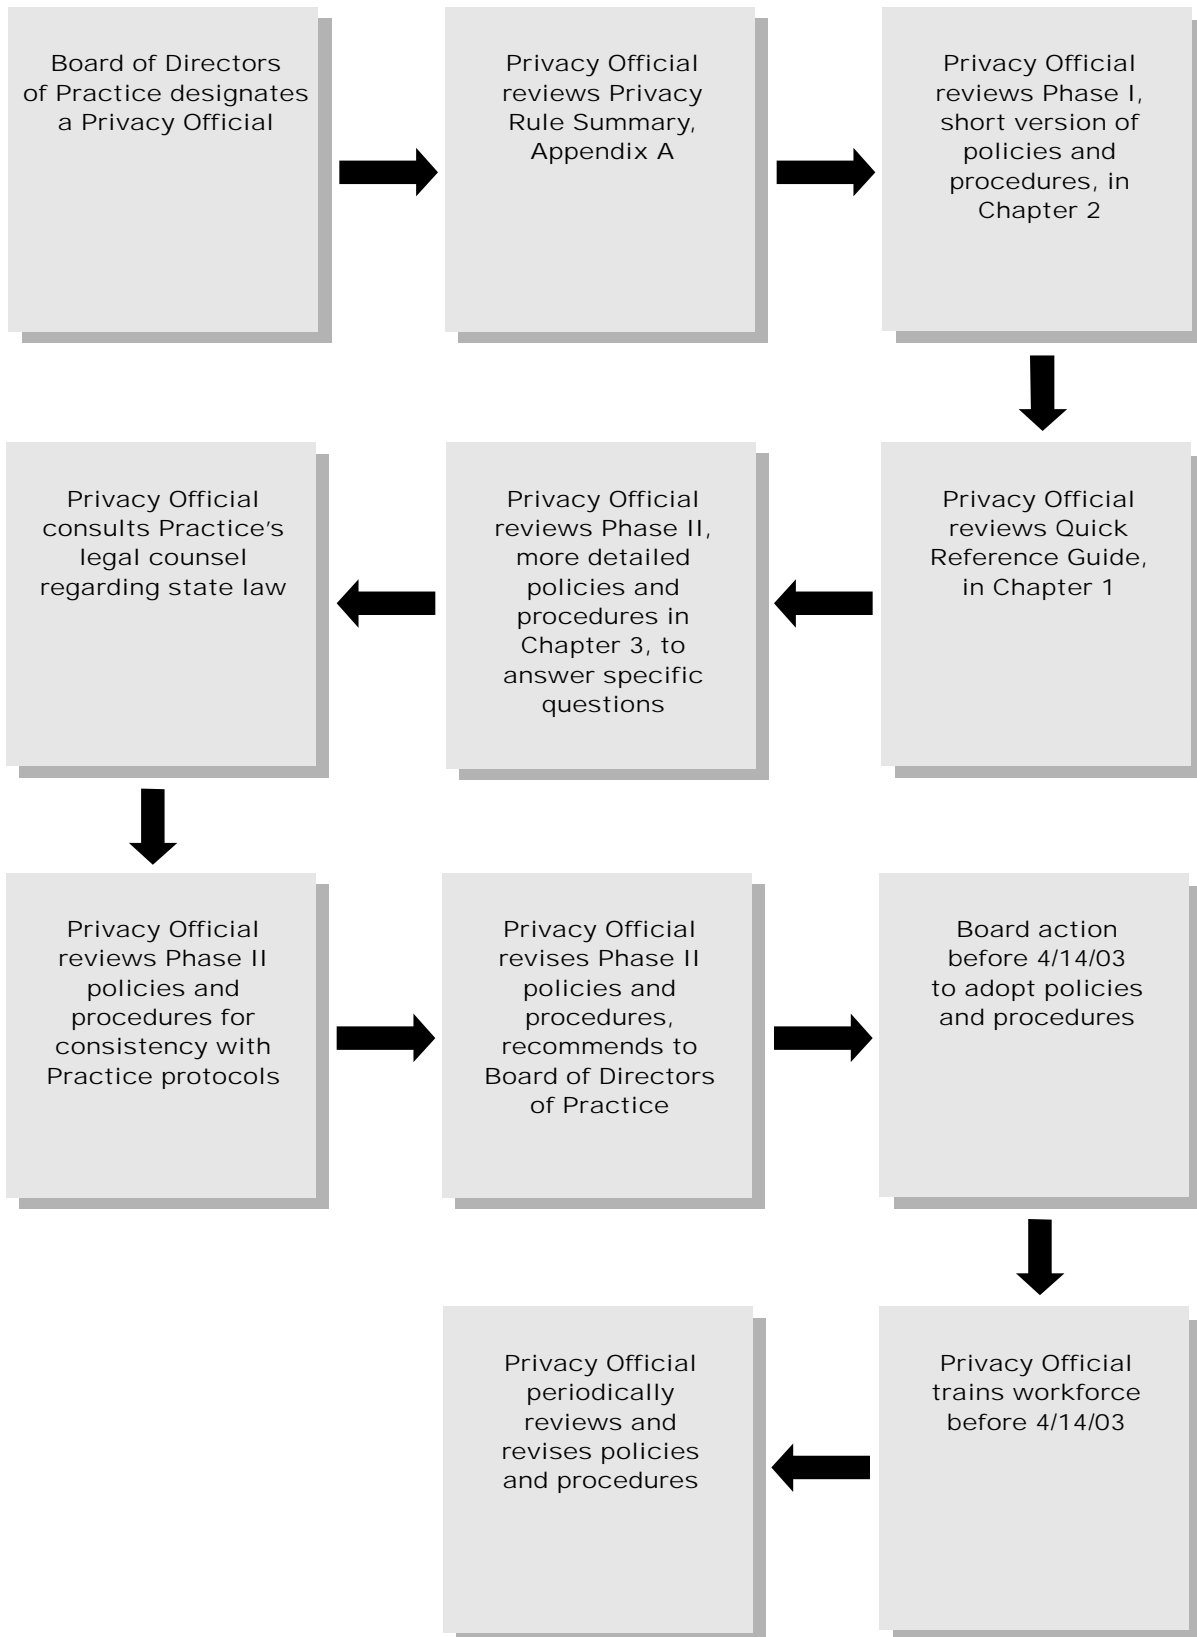 Board of Directors
of Practice designates
a Privacy Official
Privacy Official
reviews Privacy
Rule Summary,
Appendix A
Privacy Official
reviews Phase I,
short version of
policies and
procedures, in
Chapter 2
Privacy Official
reviews Quick
Reference Guide,
in Chapter 1
Privacy Official
reviews Phase II,
more detailed
policies and
procedures in
Chapter 3, to
answer specific
questions
Privacy Official
consults Practice’s
legal counsel
regarding state law
Privacy Official
reviews Phase II
policies and
procedures for
consistency with
Practice protocols
Privacy Official
revises Phase II
policies and
procedures,
recommends to
Board of Directors
of Practice
Board action
before 4/14/03
to adopt policies
and procedures
Privacy Official
trains workforce
before 4/14/03
Privacy Official
periodically
reviews and
revises policies
and procedures